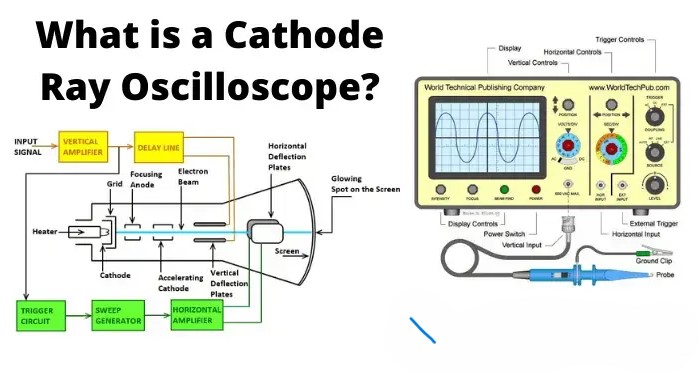 What is a Cathode
Ray Oscilloscope?
INPUT
SIGNAL
VERTICAL
AMPLIFIER
DELAY LINE
Horizontal
Deflection
Plates
Grid
Focusing
Anode
Electron
Beam
Glowing
Spot on the Screen
Heater
Screen
Cathode
Accelerating
Cathode
Vertical
Deflection
Plates
TRIGGER
CIRCUIT
SWEEP
GENERATOR
HORIZONTAL
AMPLIFIER
Trigger Controls
Display
Horizontal Controls
Vertical Controls
World Technical Publishing Company
www.WorldTechPub.com
TRIGGER
POSITION
POSITION
COUPLING
VOLTS/DIV
SEC/DIV
AC
DC
GND
SOURCE
LEVEL
INTENSITY
FOCUS
POWER
HOR
INPUT
EXT
INPUT
Display Controls
Power Switch
Vertical Input
External Trigger
Horizontal Input
Ground Clip
Probe